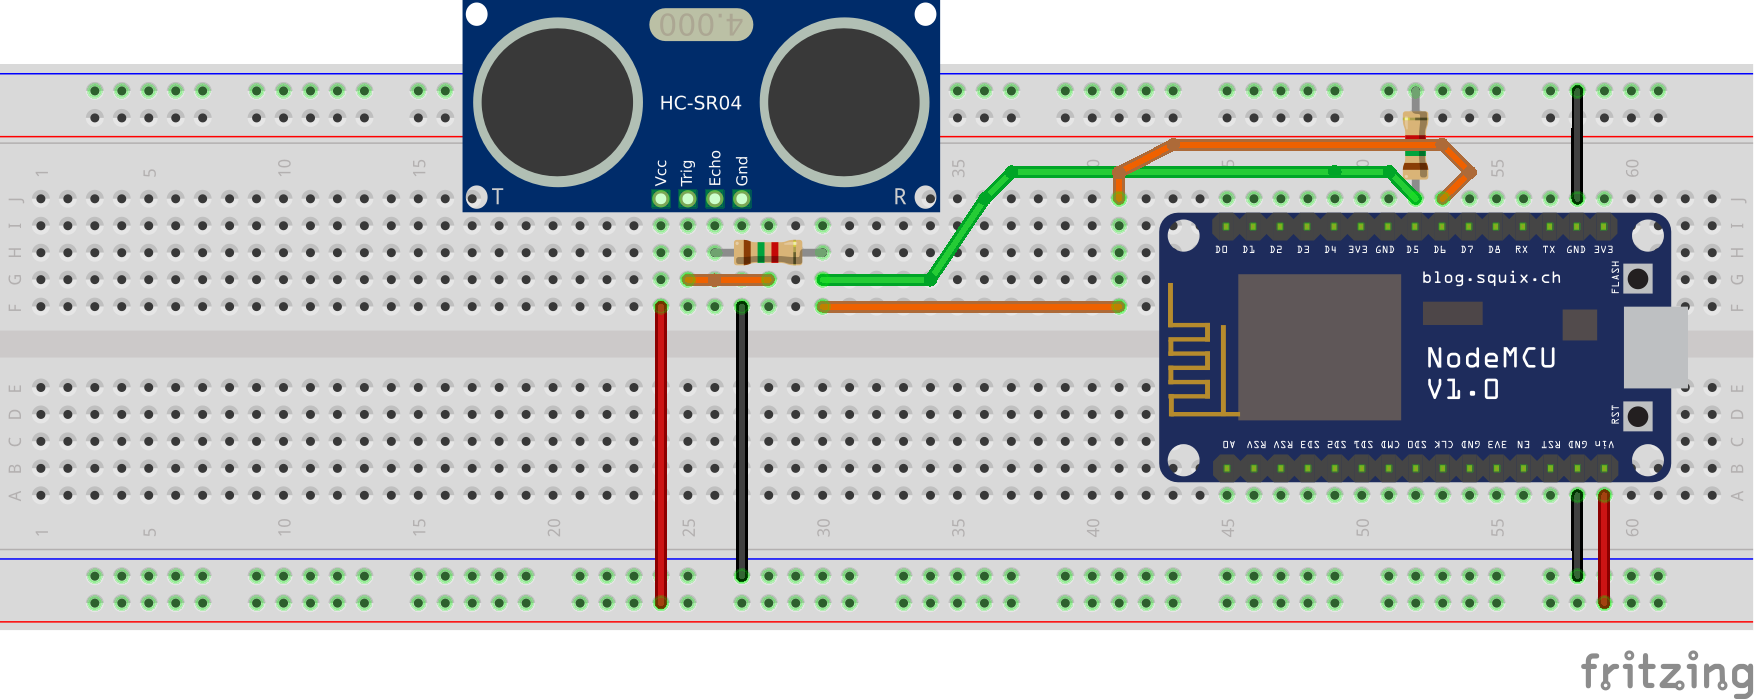 4.000
HC-SR04
Vcc Trig Echo Gnd
T R
1 5 10 15 35 40 45 50 55 60
J J
I I
H H
G G
F F
D0 D1 D2 D3 D4 3V3 GND D5 D6 D7 D8 RX TX GND 3V3
blog.squix.ch
FLASH
NodeMCU
V1.0
RST
A0 RSV RSV SD3 SD2 SD1 CMD SD0 CLK GND 3V3 EN RST GND Vin
E E
D D
C C
B B
A A
1 5 10 15 20 25 30 35 40 45 50 55 60
fritzing